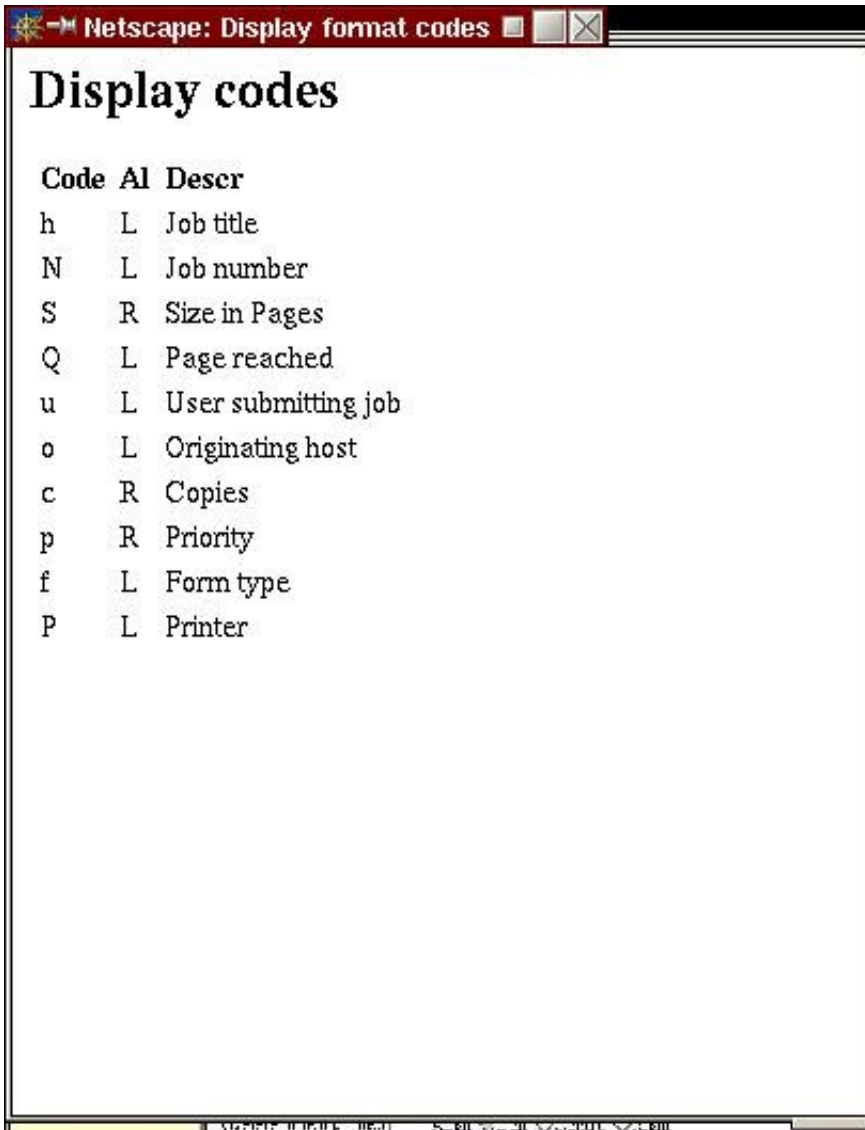 Netscape: Display format codes
Display codes
Code Al Descr
h L Job title
N L Job number
S R Size in Pages
Q L Page reached
u L User submitting job
o L Originating host
c R Copies
p R Priority
f L Form type
P L Printer